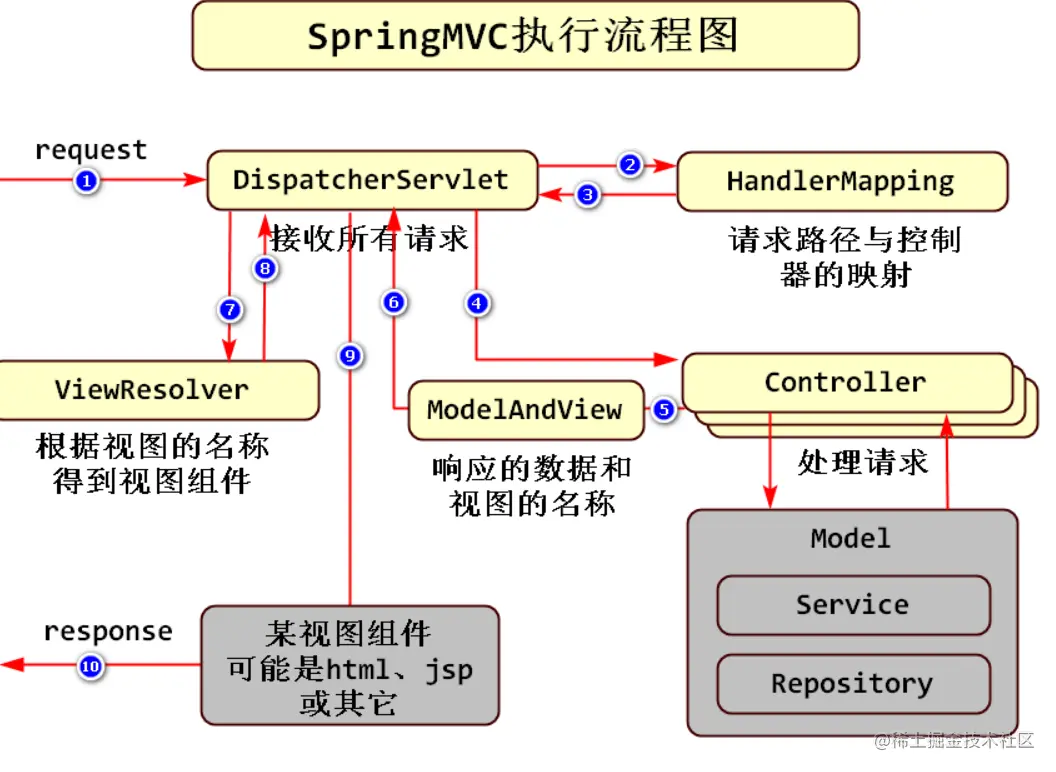 SpringMVC执行流程图
request
1
DispatcherServlet
2
3
HandlerMapping
接收所有请求
请求路径与控制
器的映射
8
7
6
4
9
ViewResolver
根据视图的名称
得到视图组件
ModelAndView
5
响应的数据和
视图的名称
Controller
处理请求
Model
Service
Repository
response
10
某视图组件
可能是html、jsp
或其它
@稀土掘金技术社区